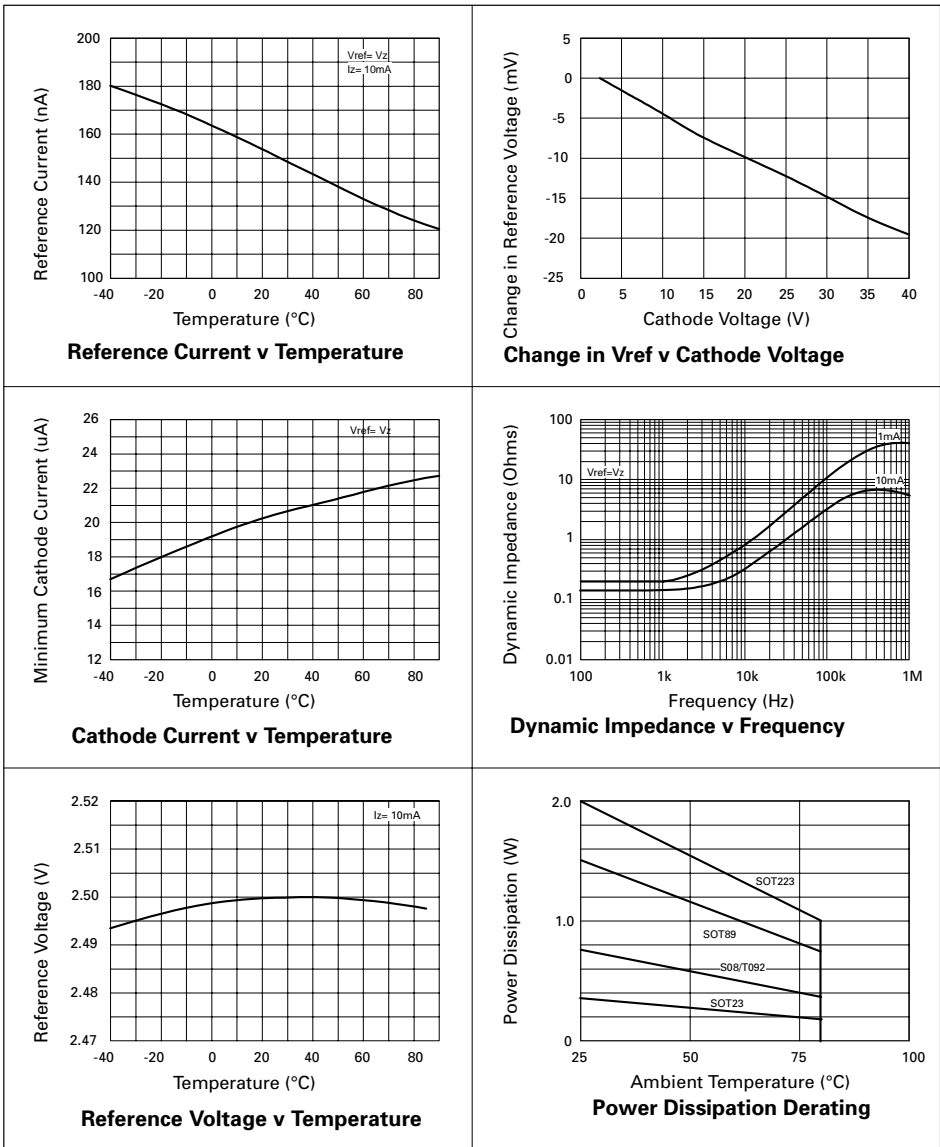 200
180
160
140
120
100
Reference Current (nA)
Vref= Vz
Iz= 10mA
-40 -20 0 20 40 60 80
Temperature (°C)
Reference Current v Temperature
5
0
-5
-10
-15
-20
-25
Change in Reference Voltage (mV)
0 5 10 15 20 25 30 35 40
Cathode Voltage (V)
Change in Vref v Cathode Voltage
26
24
22
20
18
16
14
12
Minimum Cathode Current (uA)
Vref= Vz
-40 -20 0 20 40 60 80
Temperature (°C)
Cathode Current v Temperature
100
10
1
0.1
0.01
Dynamic Impedance (Ohms)
Vref=Vz
1mA
10mA
100 1k 10k 100k 1M
Frequency (Hz)
Dynamic Impedance v Frequency
2.52
2.51
2.50
2.49
2.48
2.47
Reference Voltage (V)
Iz= 10mA
-40 -20 0 20 40 60 80
Temperature (°C)
Reference Voltage v Temperature
2.0
1.0
0
Power Dissipation (W)
SOT223
SOT89
S08/T092
SOT23
25 50 75 100
Ambient Temperature (°C)
Power Dissipation Derating